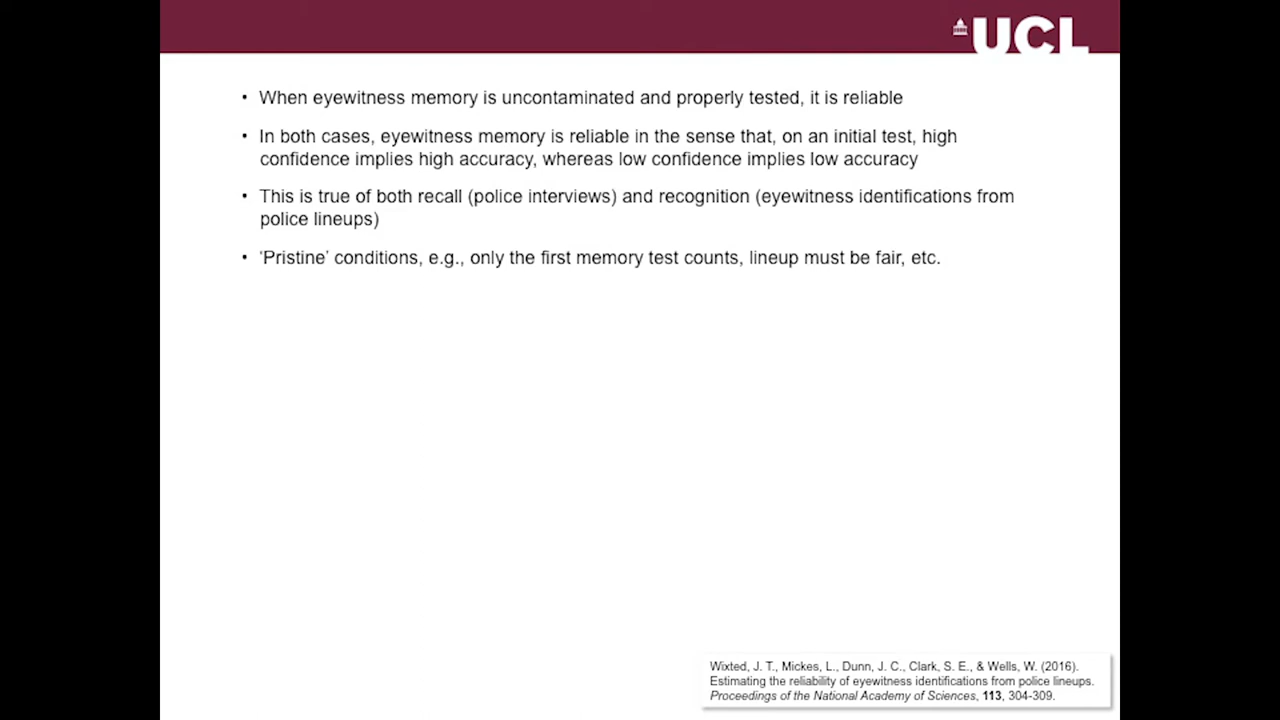 UCL
• When eyewitness memory is uncontaminated and properly tested, it is reliable
• In both cases, eyewitness memory is reliable in the sense that, on an initial test, high
confidence implies high accuracy, whereas low confidence implies low accuracy
• This is true of both recall (police interviews) and recognition (eyewitness identifications from
police lineups)
• ‘Pristine’ conditions, e.g., only the first memory test counts, lineup must be fair, etc.
Wixted, J. T., Mickes, L., Dunn, J. C., Clark, S. E., & Wells, W. (2016).
Estimating the reliability of eyewitness identifications from police lineups.
Proceedings of the National Academy of Sciences, 113, 304-309.